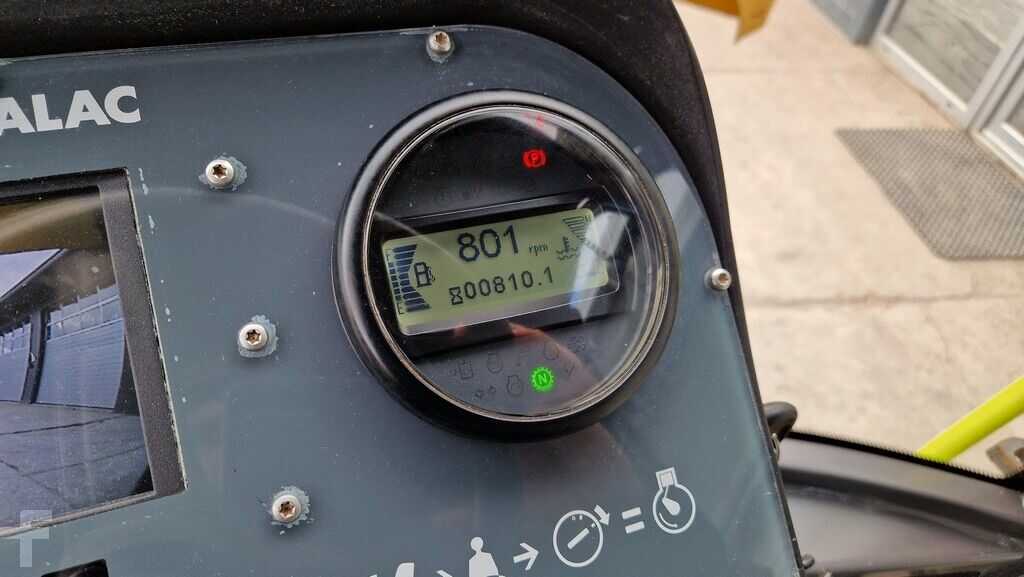 ALAC
P
801 rpm
00810.1
N
=